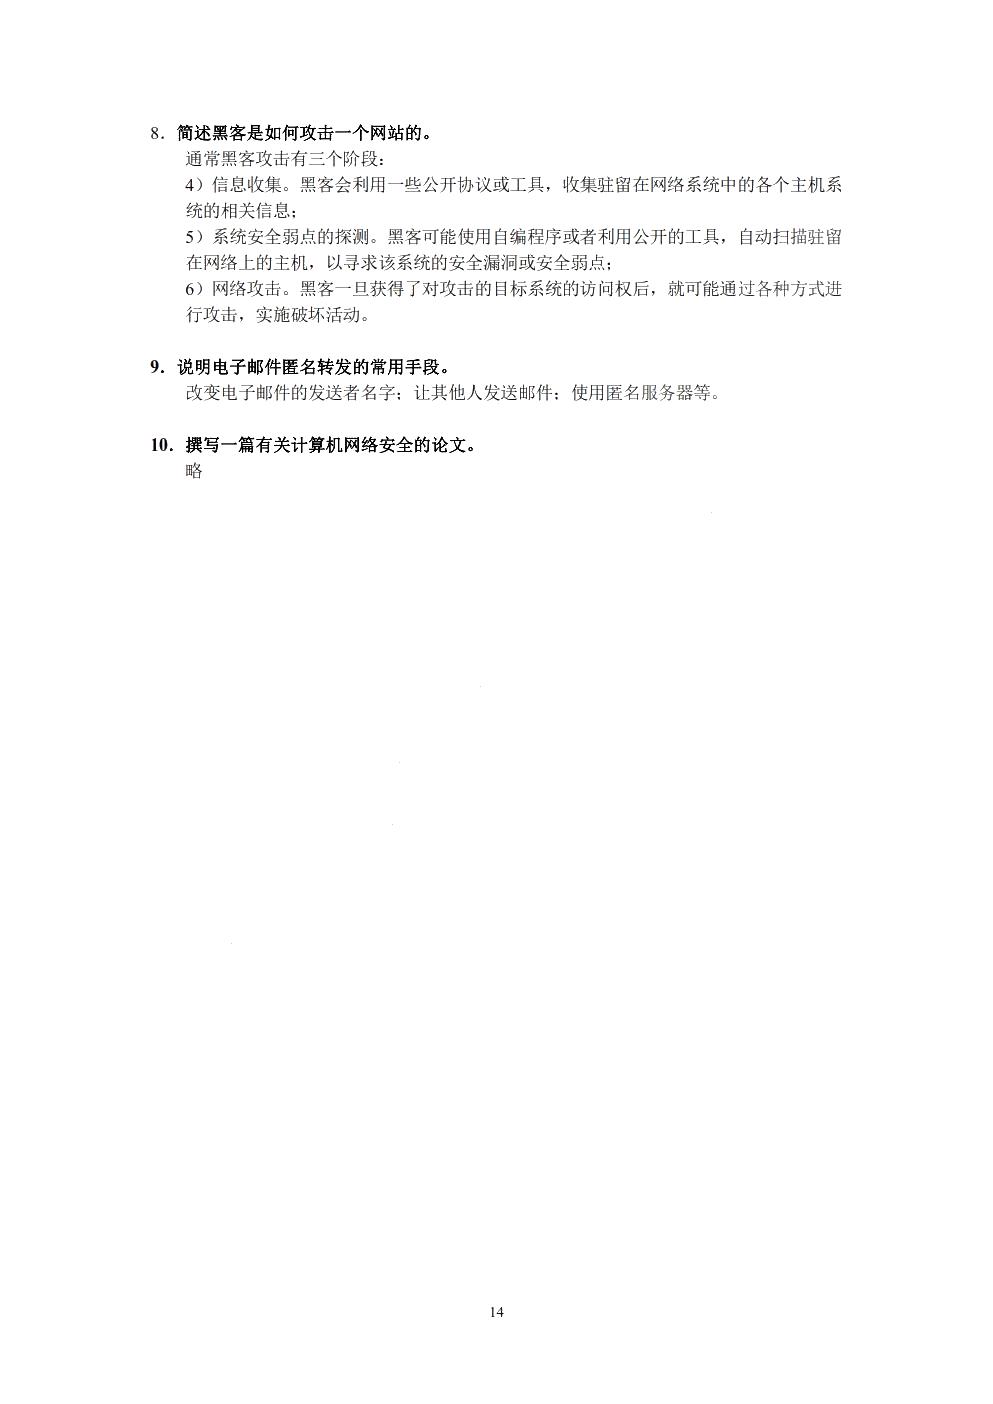 8．简述黑客是如何攻击一个网站的。
通常黑客攻击有三个阶段：
4）信息收集。黑客会利用一些公开协议或工具，收集驻留在网络系统中的各个主机系
统的相关信息；
5）系统安全弱点的探测。黑客可能使用自编程序或者利用公开的工具，自动扫描驻留
在网络上的主机，以寻求该系统的安全漏洞或安全弱点；
6）网络攻击。黑客一旦获得了对攻击的目标系统的访问权后，就可能通过各种方式进
行攻击，实施破坏活动。
9．说明电子邮件匿名转发的常用手段。
改变电子邮件的发送者名字；让其他人发送邮件；使用匿名服务器等。
10．撰写一篇有关计算机网络安全的论文。
略
14